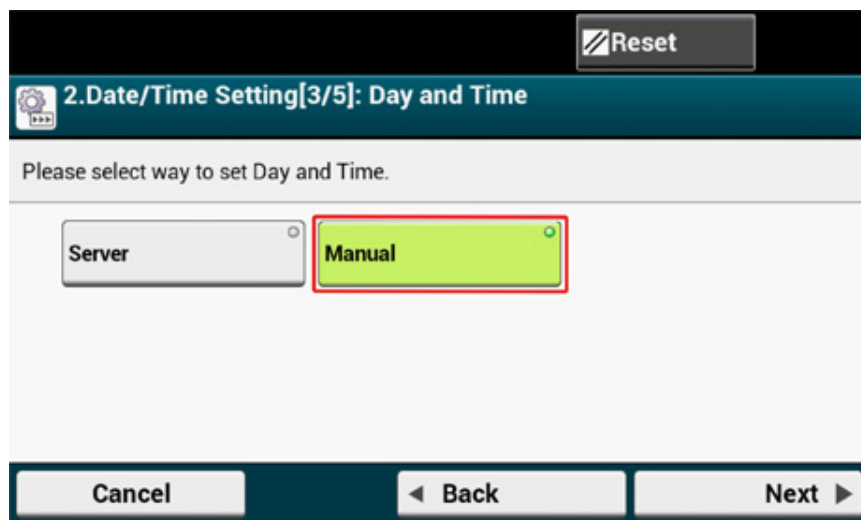 Reset
2.Date/Time Setting[3/5]: Day and Time
Please select way to set Day and Time.
Server
Manual
Cancel
Back
Next